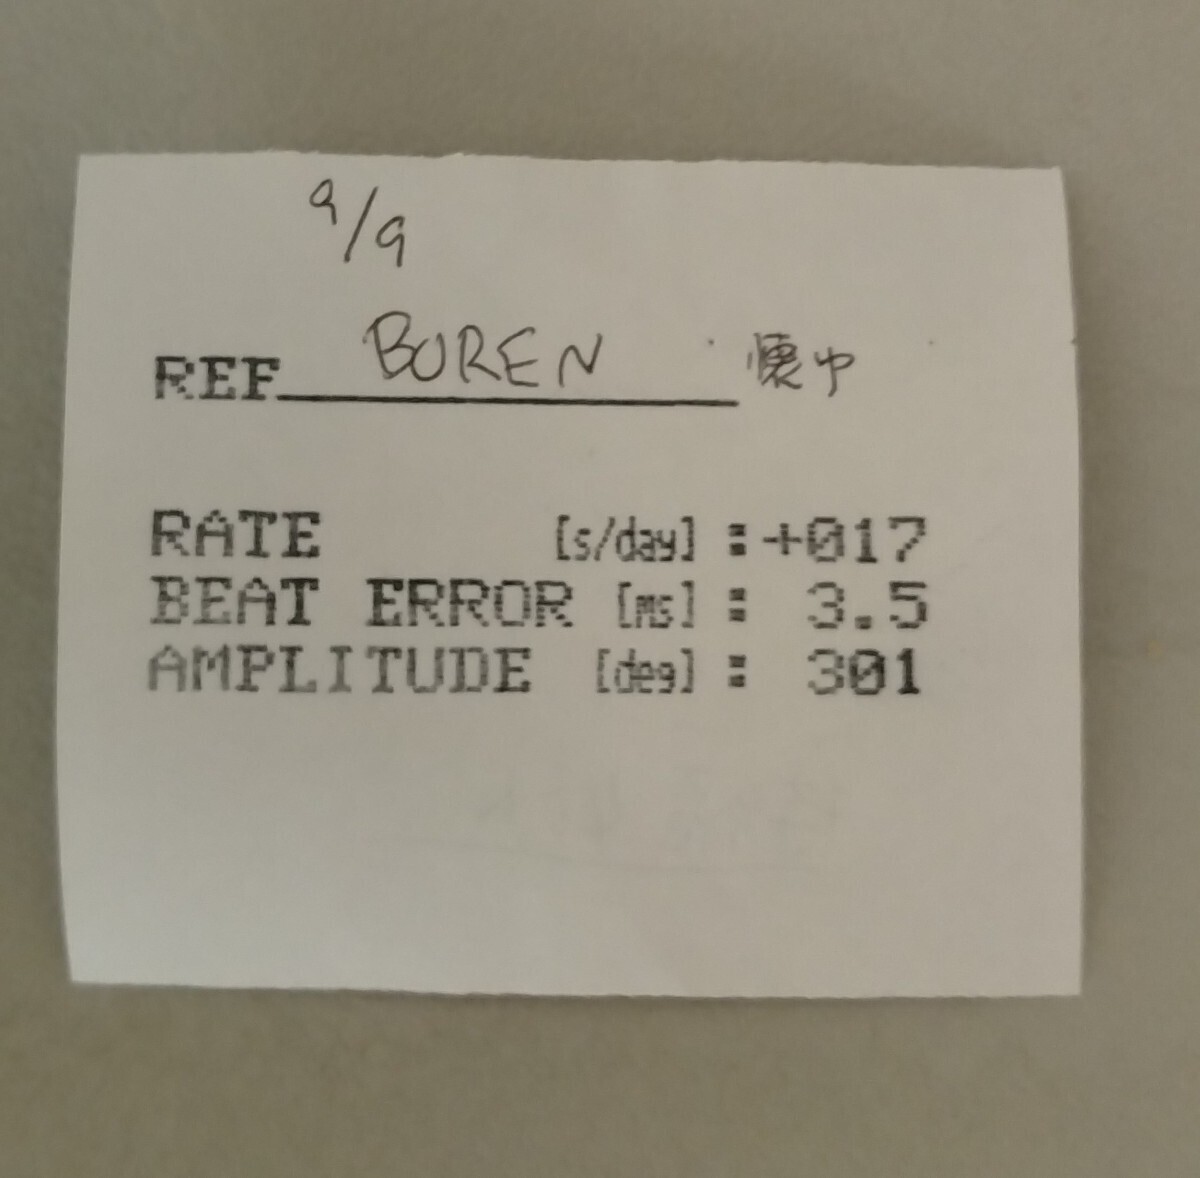 9/9
REF BUREN 懐中
RATE [s/day] :+017
BEAT ERROR [ms] : 3.5
AMPLITUDE [deg] : 301